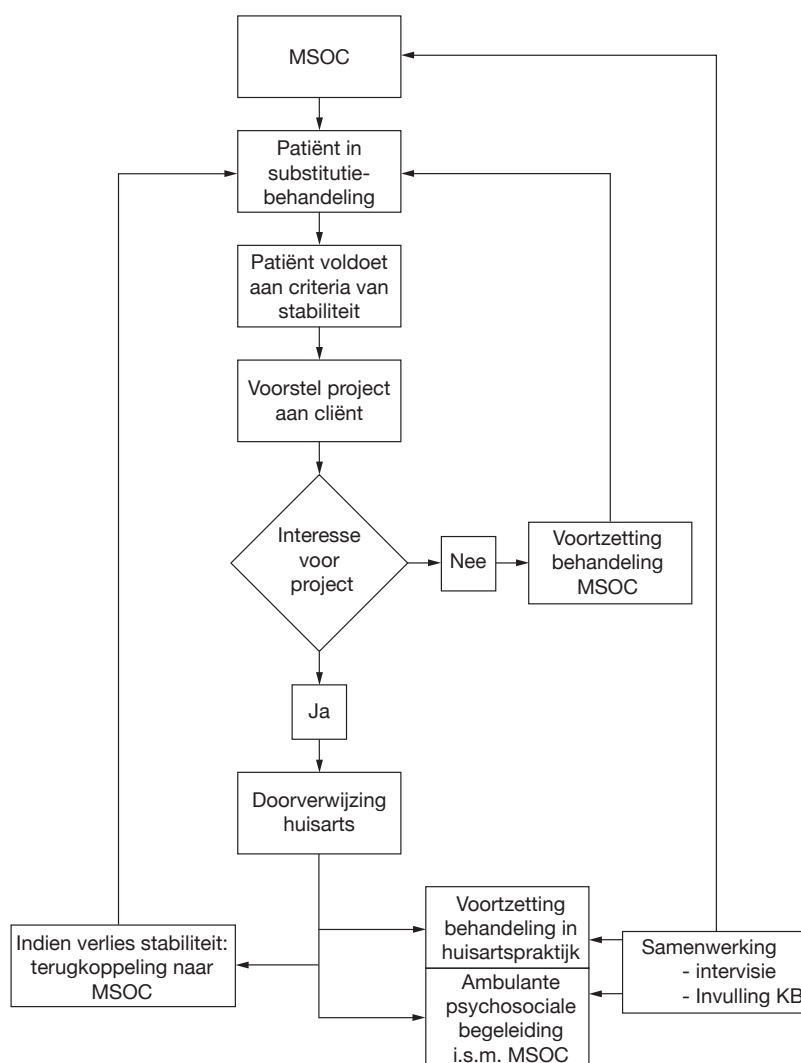 MSOC
Patiënt in
substitutie-
behandeling
Patiënt voldoet
aan criteria van
stabiliteit
Voorstel project
aan cliënt
Interesse
voor
project
Nee
Voortzetting
behandeling
MSOC
Ja
Doorverwijzing
huisarts
Indien verlies stabiliteit:
terugkoppeling naar
MSOC
Voortzetting
behandeling in
huisartspraktijk
Ambulante
psychosociale
begeleiding
i.s.m. MSOC
Samenwerking
- intervisie
- Invulling KB